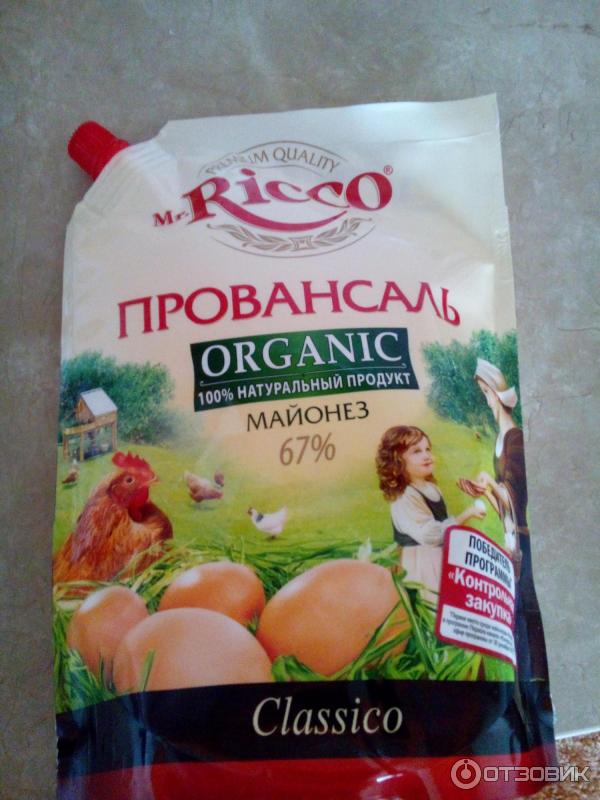 PREMIUM QUALITY
Mr. Ricco®
ПРОВАНСАЛЬ
ORGANIC
100% НАТУРАЛЬНЫЙ ПРОДУКТ
МАЙОНЕЗ
67%
ПОБЕДИТЕЛЬ
ПРОГРАММЫ
«Контрольная
закупка»
Classico
ОТЗОВИК